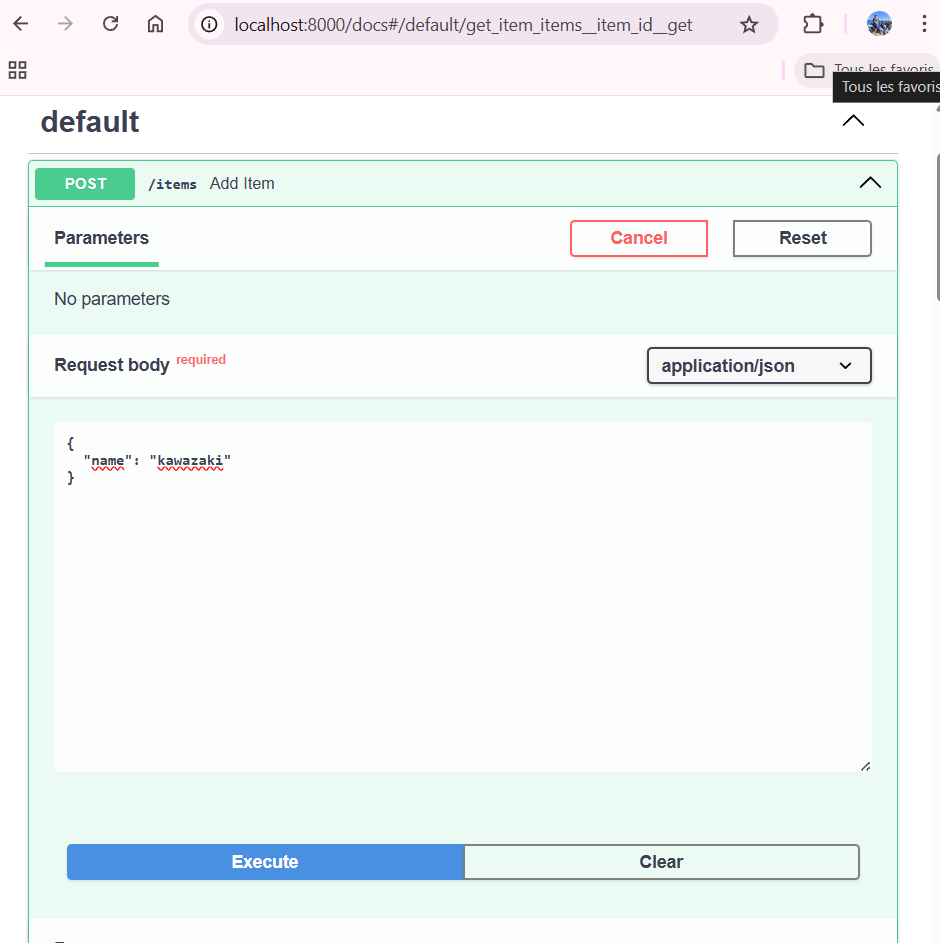 localhost:8000/docs#/default/get_item_items__item_id__get
Tous les favoris
Tous les favoris
default
POST /items Add Item
Parameters Cancel Reset
No parameters
Request body required application/json
{
"name": "kawazaki"
}
Execute Clear